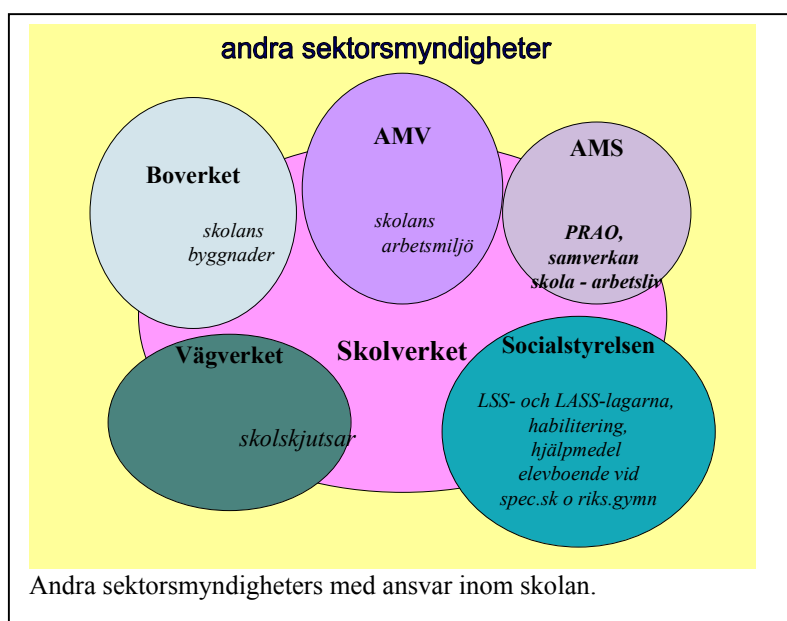 andra sektorsmyndigheter
Boverket
skolans
byggnader
AMV
skolans
arbetsmiljö
AMS
PRAO,
samverkan
skola - arbetsliv
Vägverket
skolskjutsar
Skolverket
Socialstyrelsen
LSS- och LASS-lagarna,
habilitering,
hjälpmedel
elevboende vid
spec.sk o riks.gymn
Andra sektorsmyndigheters med ansvar inom skolan.